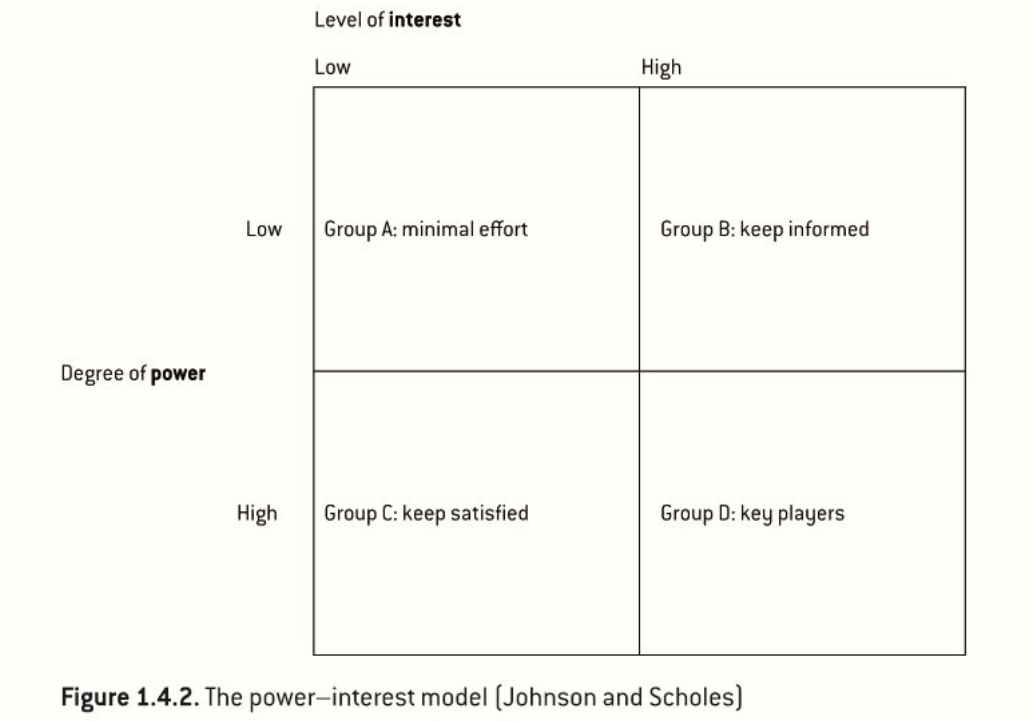 Level of interest
Low High
Low Group A: minimal effort Group B: keep informed
Degree of power
High Group C: keep satisfied Group D: key players
Figure 1.4.2. The power–interest model (Johnson and Scholes)